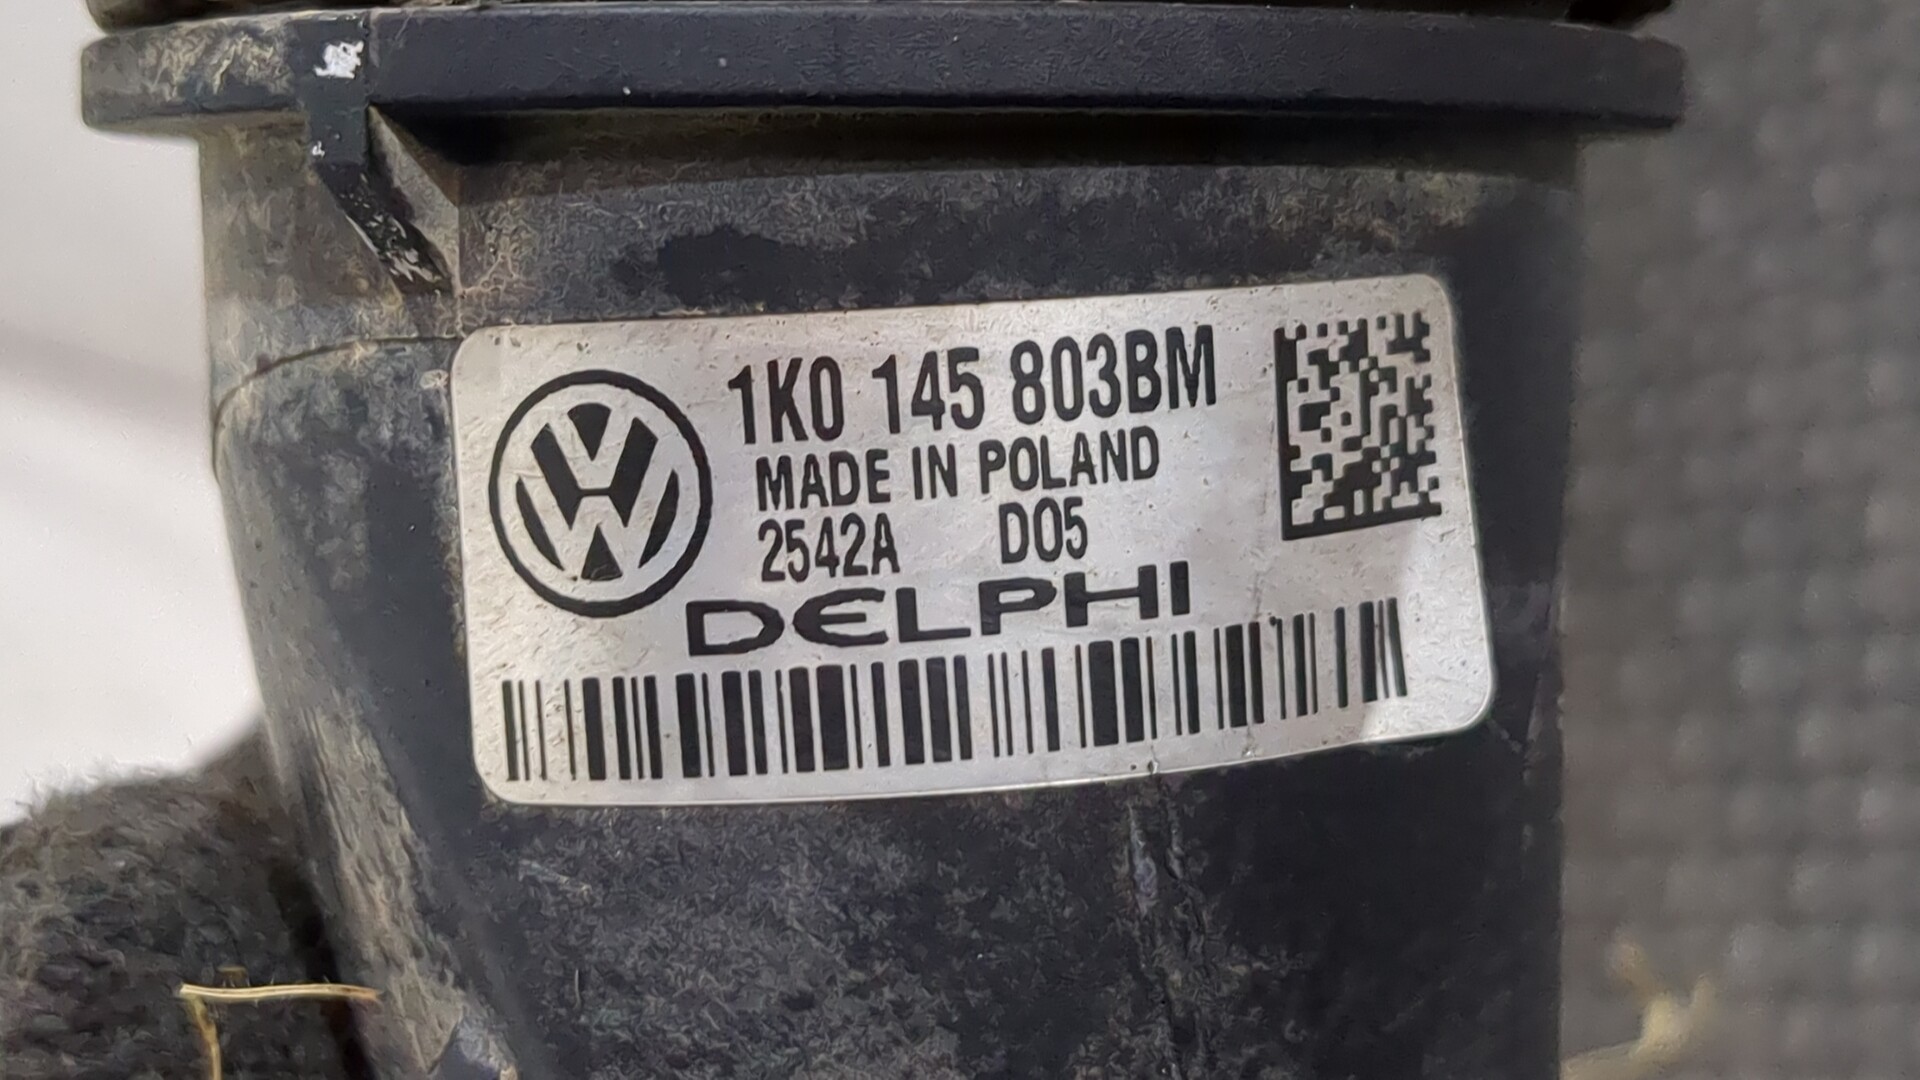 1K0 145 803BM
MADE IN POLAND
2542A D05
DELPHI